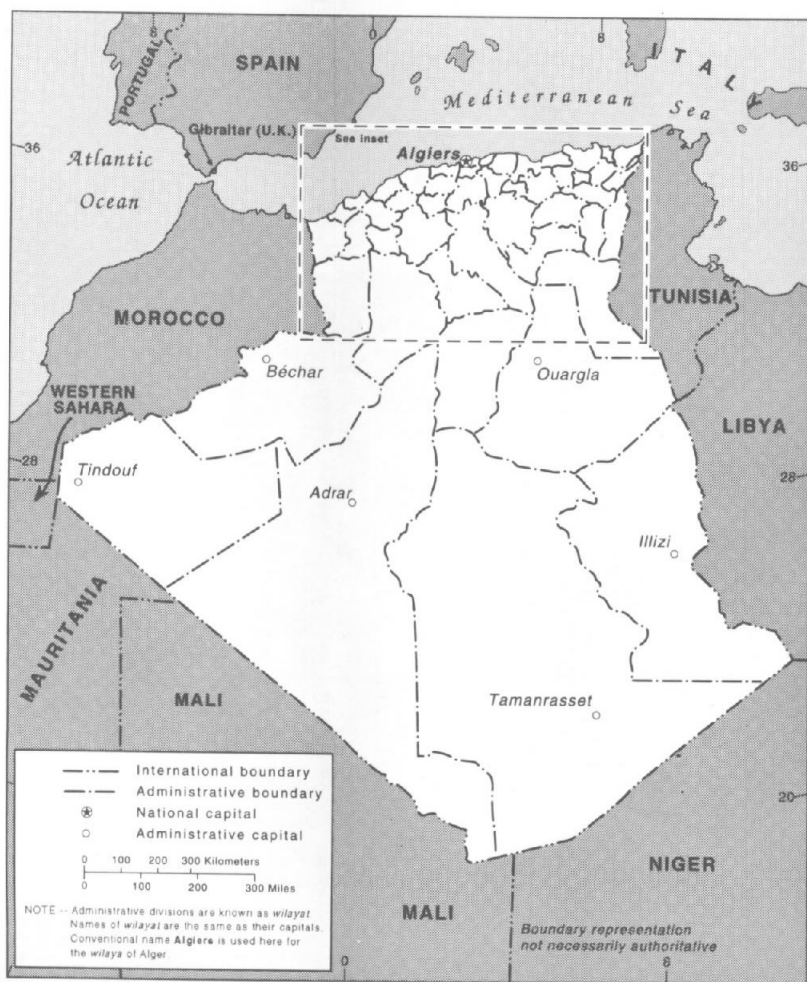 8
0
8
SPAIN
PORTUGAL
ITALY
Mediterranean
Sea
Gibraltar (U.K.)
See inset
36
Algiers
36
Atlantic
Ocean
MOROCCO
TUNISIA
Béchar
Ouargla
WESTERN
SAHARA
LIBYA
28
Tindouf
28
Adrar
Illizi
MAURITANIA
MALI
Tamanrasset
International boundary
Administrative boundary
National capital
Administrative capital
20
0 100 200 300 Kilometers
0 100 200 300 Miles
NIGER
NOTE -- Administrative divisions are known as wilayat
Names of wilayat are the same as their capitals.
Conventional name Algiers is used here for
the wilaya of Alger.
MALI
Boundary representation
not necessarily authoritative
0
8